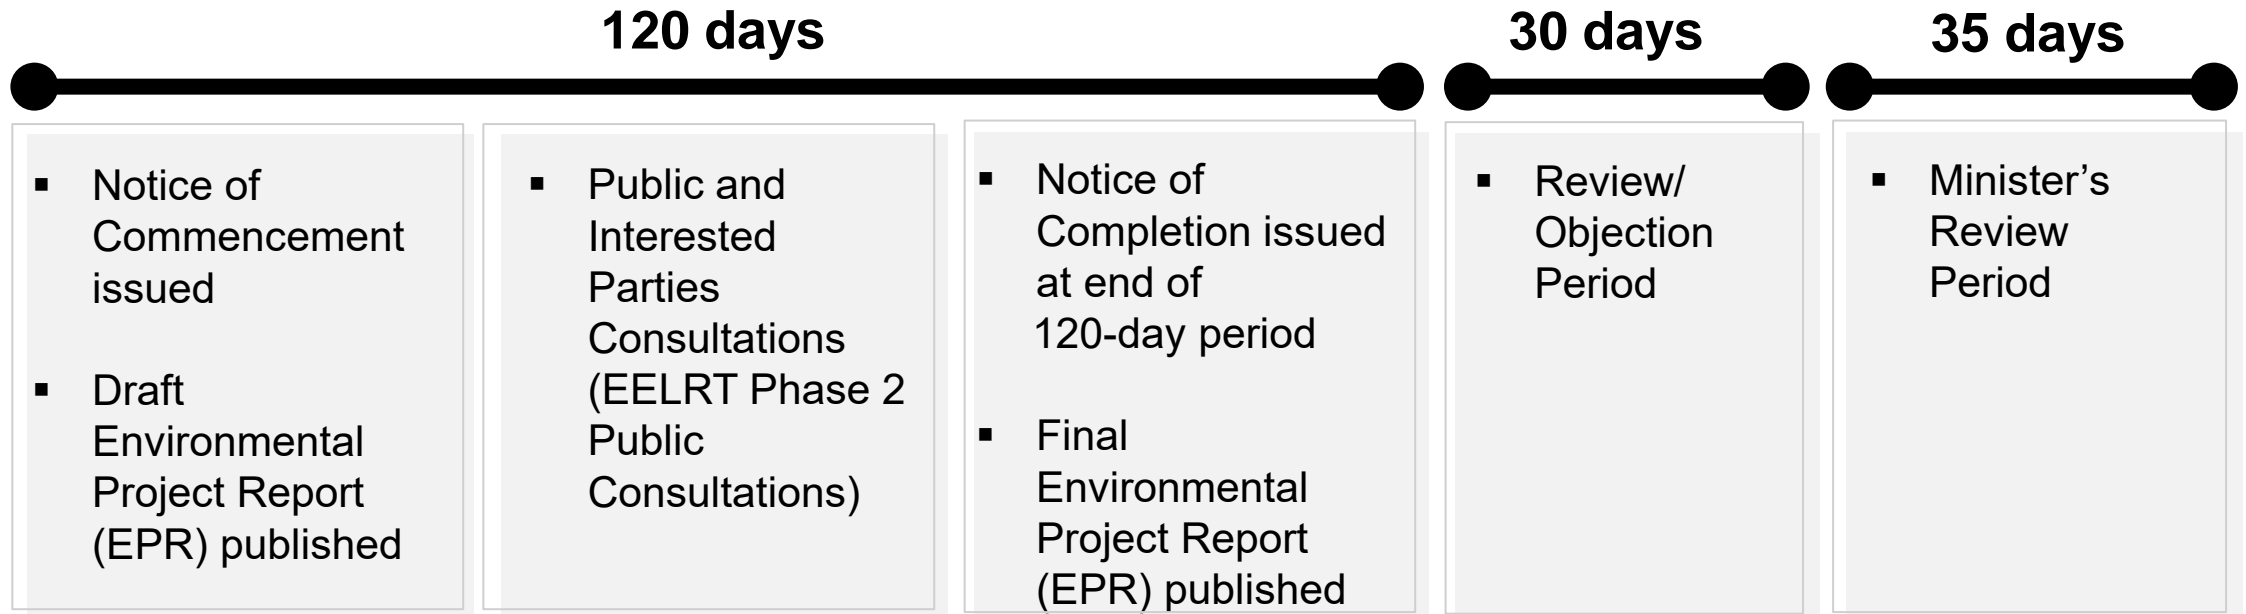 120 days
30 days
35 days
▪ Notice of
Commencement
issued
▪ Draft
Environmental
Project Report
(EPR) published
▪ Public and
Interested
Parties
Consultations
(EELRT Phase 2
Public
Consultations)
▪ Notice of
Completion issued
at end of
120-day period
▪ Final
Environmental
Project Report
(EPR) published
▪ Review/
Objection
Period
▪ Minister’s
Review
Period